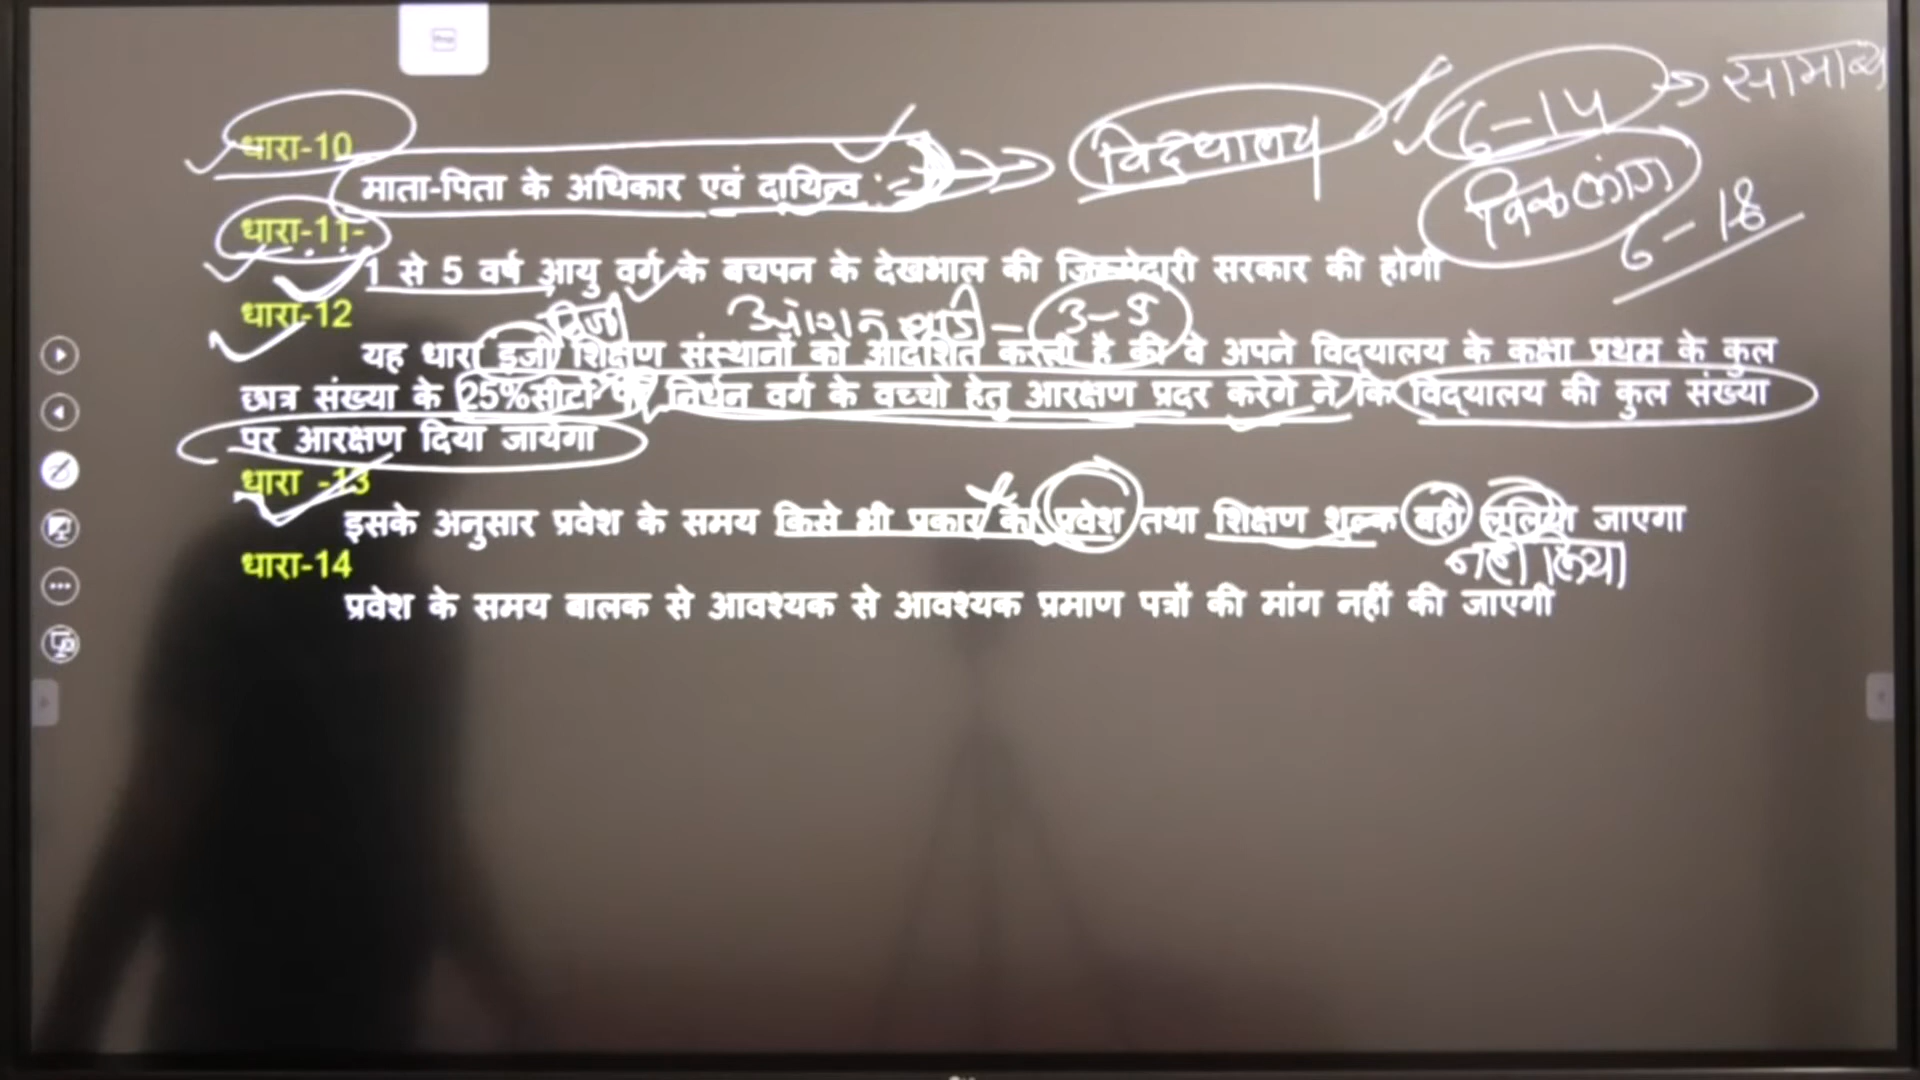 धारा-10
माता-पिता के अधिकार एवं दायित्व :-
विद्यालय
6-14
सामान्य
विकलांग
6-18
धारा-11-
1 से 5 वर्ष आयु वर्ग के बचपन के देखभाल की जिम्मेदारी सरकार की होगी
धारा-12
निजी
आंगनवाडी - 3-5
यह धारा इजी शिक्षण संस्थानों को आदेशित करती है की वे अपने विद्यालय के कक्षा प्रथम के कुल
छात्र संख्या के 25%सीटों निर्धन वर्ग के वच्चो हेतु आरक्षण प्रदर करेगे ने कि विद्यालय की कुल संख्या
पर आरक्षण दिया जायेगा
धारा -13
इसके अनुसार प्रवेश के समय किसे भी प्रकार का प्रवेश तथा शिक्षण शुल्क बही लूलिया जाएगा
नही लिया
धारा-14
प्रवेश के समय बालक से आवश्यक से आवश्यक प्रमाण पत्रों की मांग नहीं की जाएगी